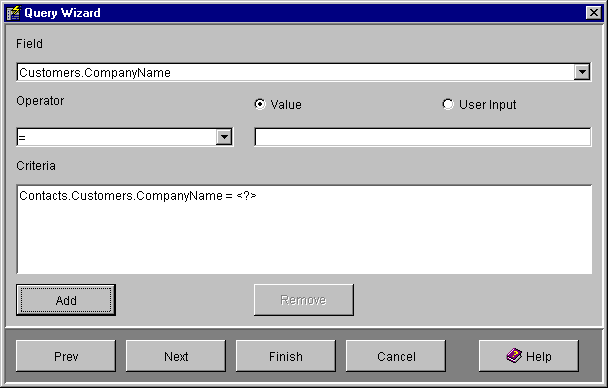 Query Wizard
Field
Customers.CompanyName
Operator
Value
User Input
=
Criteria
Contacts.Customers.CompanyName = <?>
Add
Remove
Prev
Next
Finish
Cancel
Help